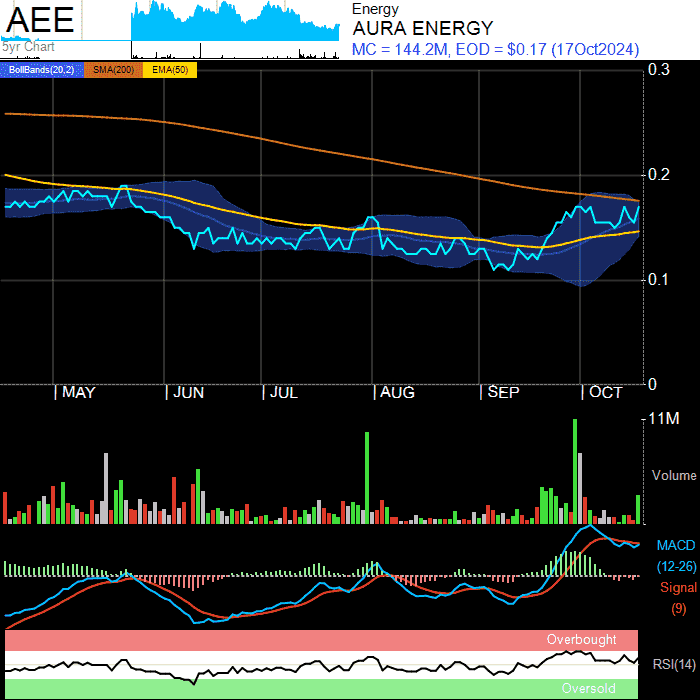 AEE
5yr Chart
Energy
AURA ENERGY
MC = 144.2M, EOD = $0.17 (17Oct2024)
BollBands(20,2) SMA(200) EMA(50)
0.3
0.2
0.1
0
MAY JUN JUL AUG SEP OCT
11M
Volume
MACD
(12-26)
Signal
(9)
Overbought
RSI(14)
Oversold